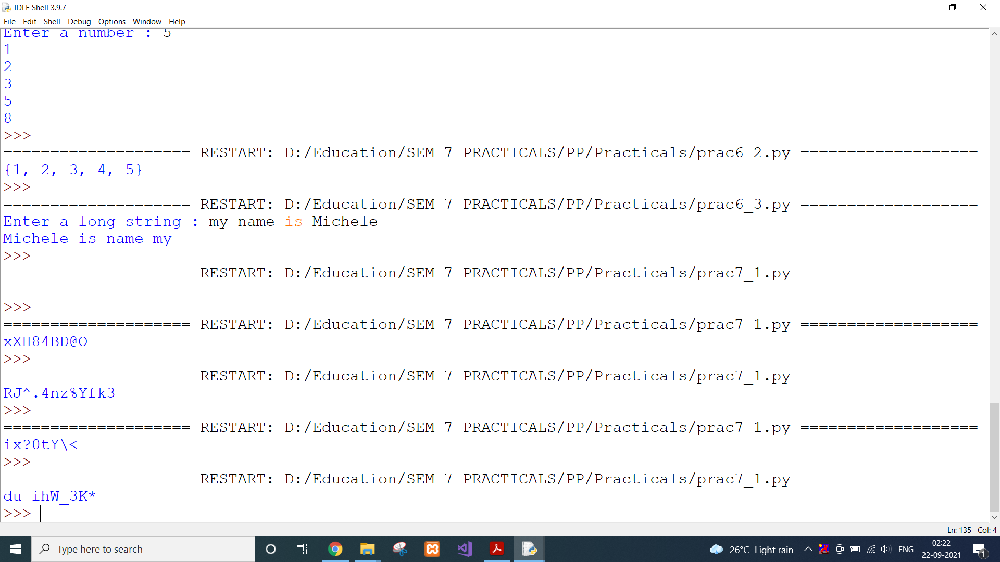 IDLE Shell 3.9.7
File Edit Shell Debug Options Window Help
Enter a number : 5
1
2
3
5
8
>>>
==================== RESTART: D:/Education/SEM 7 PRACTICALS/PP/Practicals/prac6_2.py ===================
{1, 2, 3, 4, 5}
>>>
==================== RESTART: D:/Education/SEM 7 PRACTICALS/PP/Practicals/prac6_3.py ===================
Enter a long string : my name is Michele
Michele is name my
>>>
==================== RESTART: D:/Education/SEM 7 PRACTICALS/PP/Practicals/prac7_1.py ===================
>>>
==================== RESTART: D:/Education/SEM 7 PRACTICALS/PP/Practicals/prac7_1.py ===================
xXH84BD@O
>>>
==================== RESTART: D:/Education/SEM 7 PRACTICALS/PP/Practicals/prac7_1.py ===================
RJ^.4nz%Yfk3
>>>
==================== RESTART: D:/Education/SEM 7 PRACTICALS/PP/Practicals/prac7_1.py ===================
ix?0tY\<
>>>
==================== RESTART: D:/Education/SEM 7 PRACTICALS/PP/Practicals/prac7_1.py ===================
du=ihW_3K*
>>>
Ln: 135 Col: 4
Type here to search
26°C Light rain
ENG
02:22
22-09-2021
1